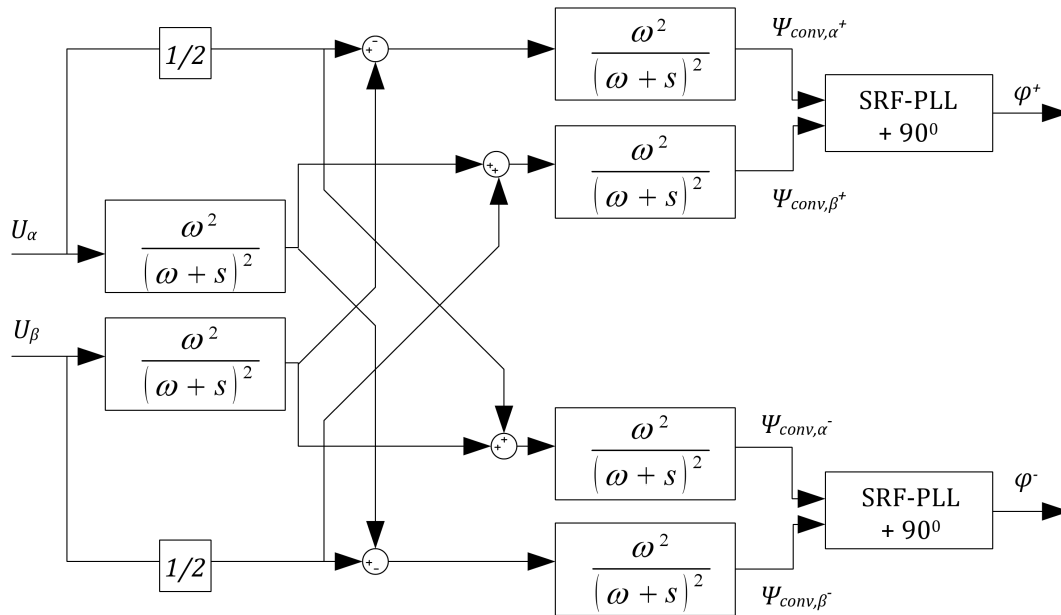 1/2
+
-
ω²
(ω + s)²
Ψconv,α⁺
SRF-PLL
+ 90⁰
φ⁺
ω²
(ω + s)²
Ψconv,β⁺
+
+
Uα
ω²
(ω + s)²
Uβ
ω²
(ω + s)²
+
+
ω²
(ω + s)²
Ψconv,α⁻
SRF-PLL
+ 90⁰
φ⁻
1/2
+
-
ω²
(ω + s)²
Ψconv,β⁻